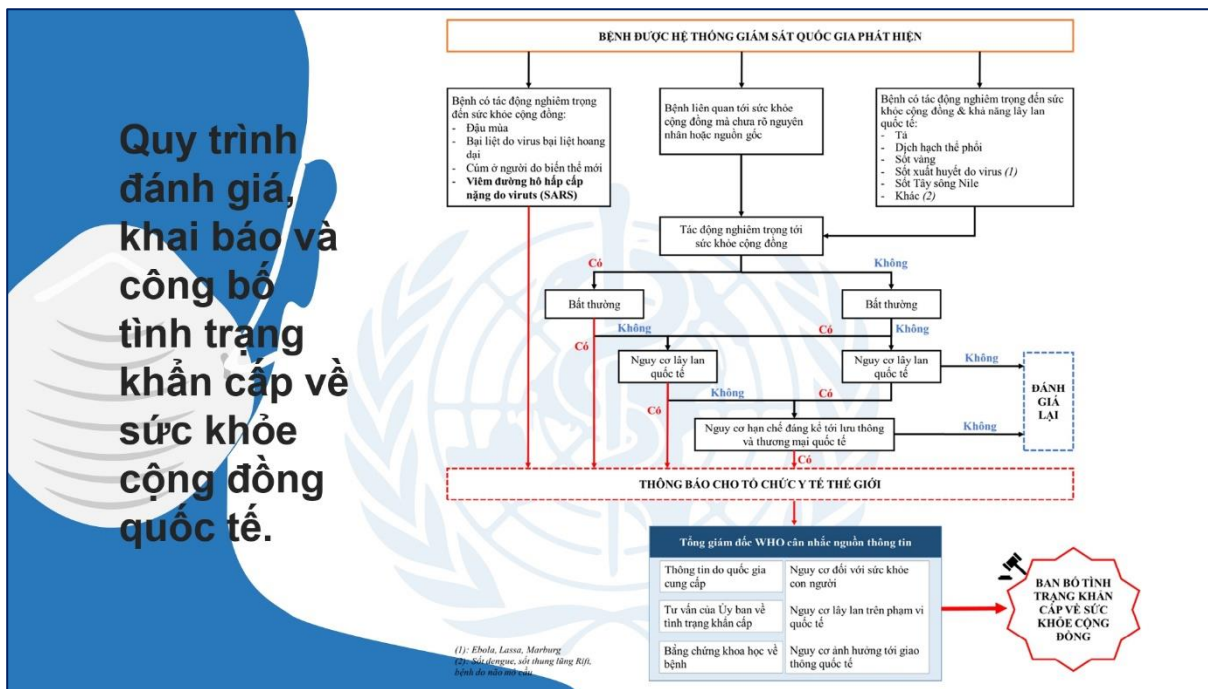 Quy trình
đánh giá,
khai báo và
công bố
tình trạng
khẩn cấp về
sức khỏe
cộng đồng
quốc tế.
BỆNH ĐƯỢC HỆ THỐNG GIÁM SÁT QUỐC GIA PHÁT HIỆN
Bệnh có tác động nghiêm trọng
đến sức khỏe cộng đồng:
- Đậu mùa
- Bại liệt do virus bại liệt hoang
dại
- Cúm ở người do biến thể mới
- Viêm đường hô hấp cấp
nặng do viruts (SARS)
Bệnh liên quan tới sức khỏe
cộng đồng mà chưa rõ nguyên
nhân hoặc nguồn gốc
Bệnh có tác động nghiêm trọng đến sức
khỏe cộng đồng & khả năng lây lan
quốc tế:
- Tả
- Dịch hạch thể phổi
- Sốt vàng
- Sốt xuất huyết do virus (1)
- Sốt Tây sông Nile
- Khác (2)
Tác động nghiêm trọng tới
sức khỏe cộng đồng
Có
Không
Bất thường
Bất thường
Không
Có
Không
Có
Nguy cơ lây lan
quốc tế
Nguy cơ lây lan
quốc tế
Không
Không
Có
Có
ĐÁNH
GIÁ
LẠI
Nguy cơ hạn chế đáng kể tới lưu thông
và thương mại quốc tế
Không
Có
THÔNG BÁO CHO TỔ CHỨC Y TẾ THẾ GIỚI
Tổng giám đốc WHO cân nhắc nguồn thông tin
Thông tin do quốc gia
cung cấp
Nguy cơ đối với sức khỏe
con người
Tư vấn của Ủy ban về
tình trạng khẩn cấp
Nguy cơ lây lan trên phạm vi
quốc tế
Bằng chứng khoa học về
bệnh
Nguy cơ ảnh hưởng tới giao
thông quốc tế
BAN BỐ TÌNH
TRẠNG KHẨN
CẤP VỀ SỨC
KHỎE CỘNG
ĐỒNG
(1): Ebola, Lassa, Marburg
(2): Sốt dengue, sốt thung lũng Rift,
bệnh do não mô cầu